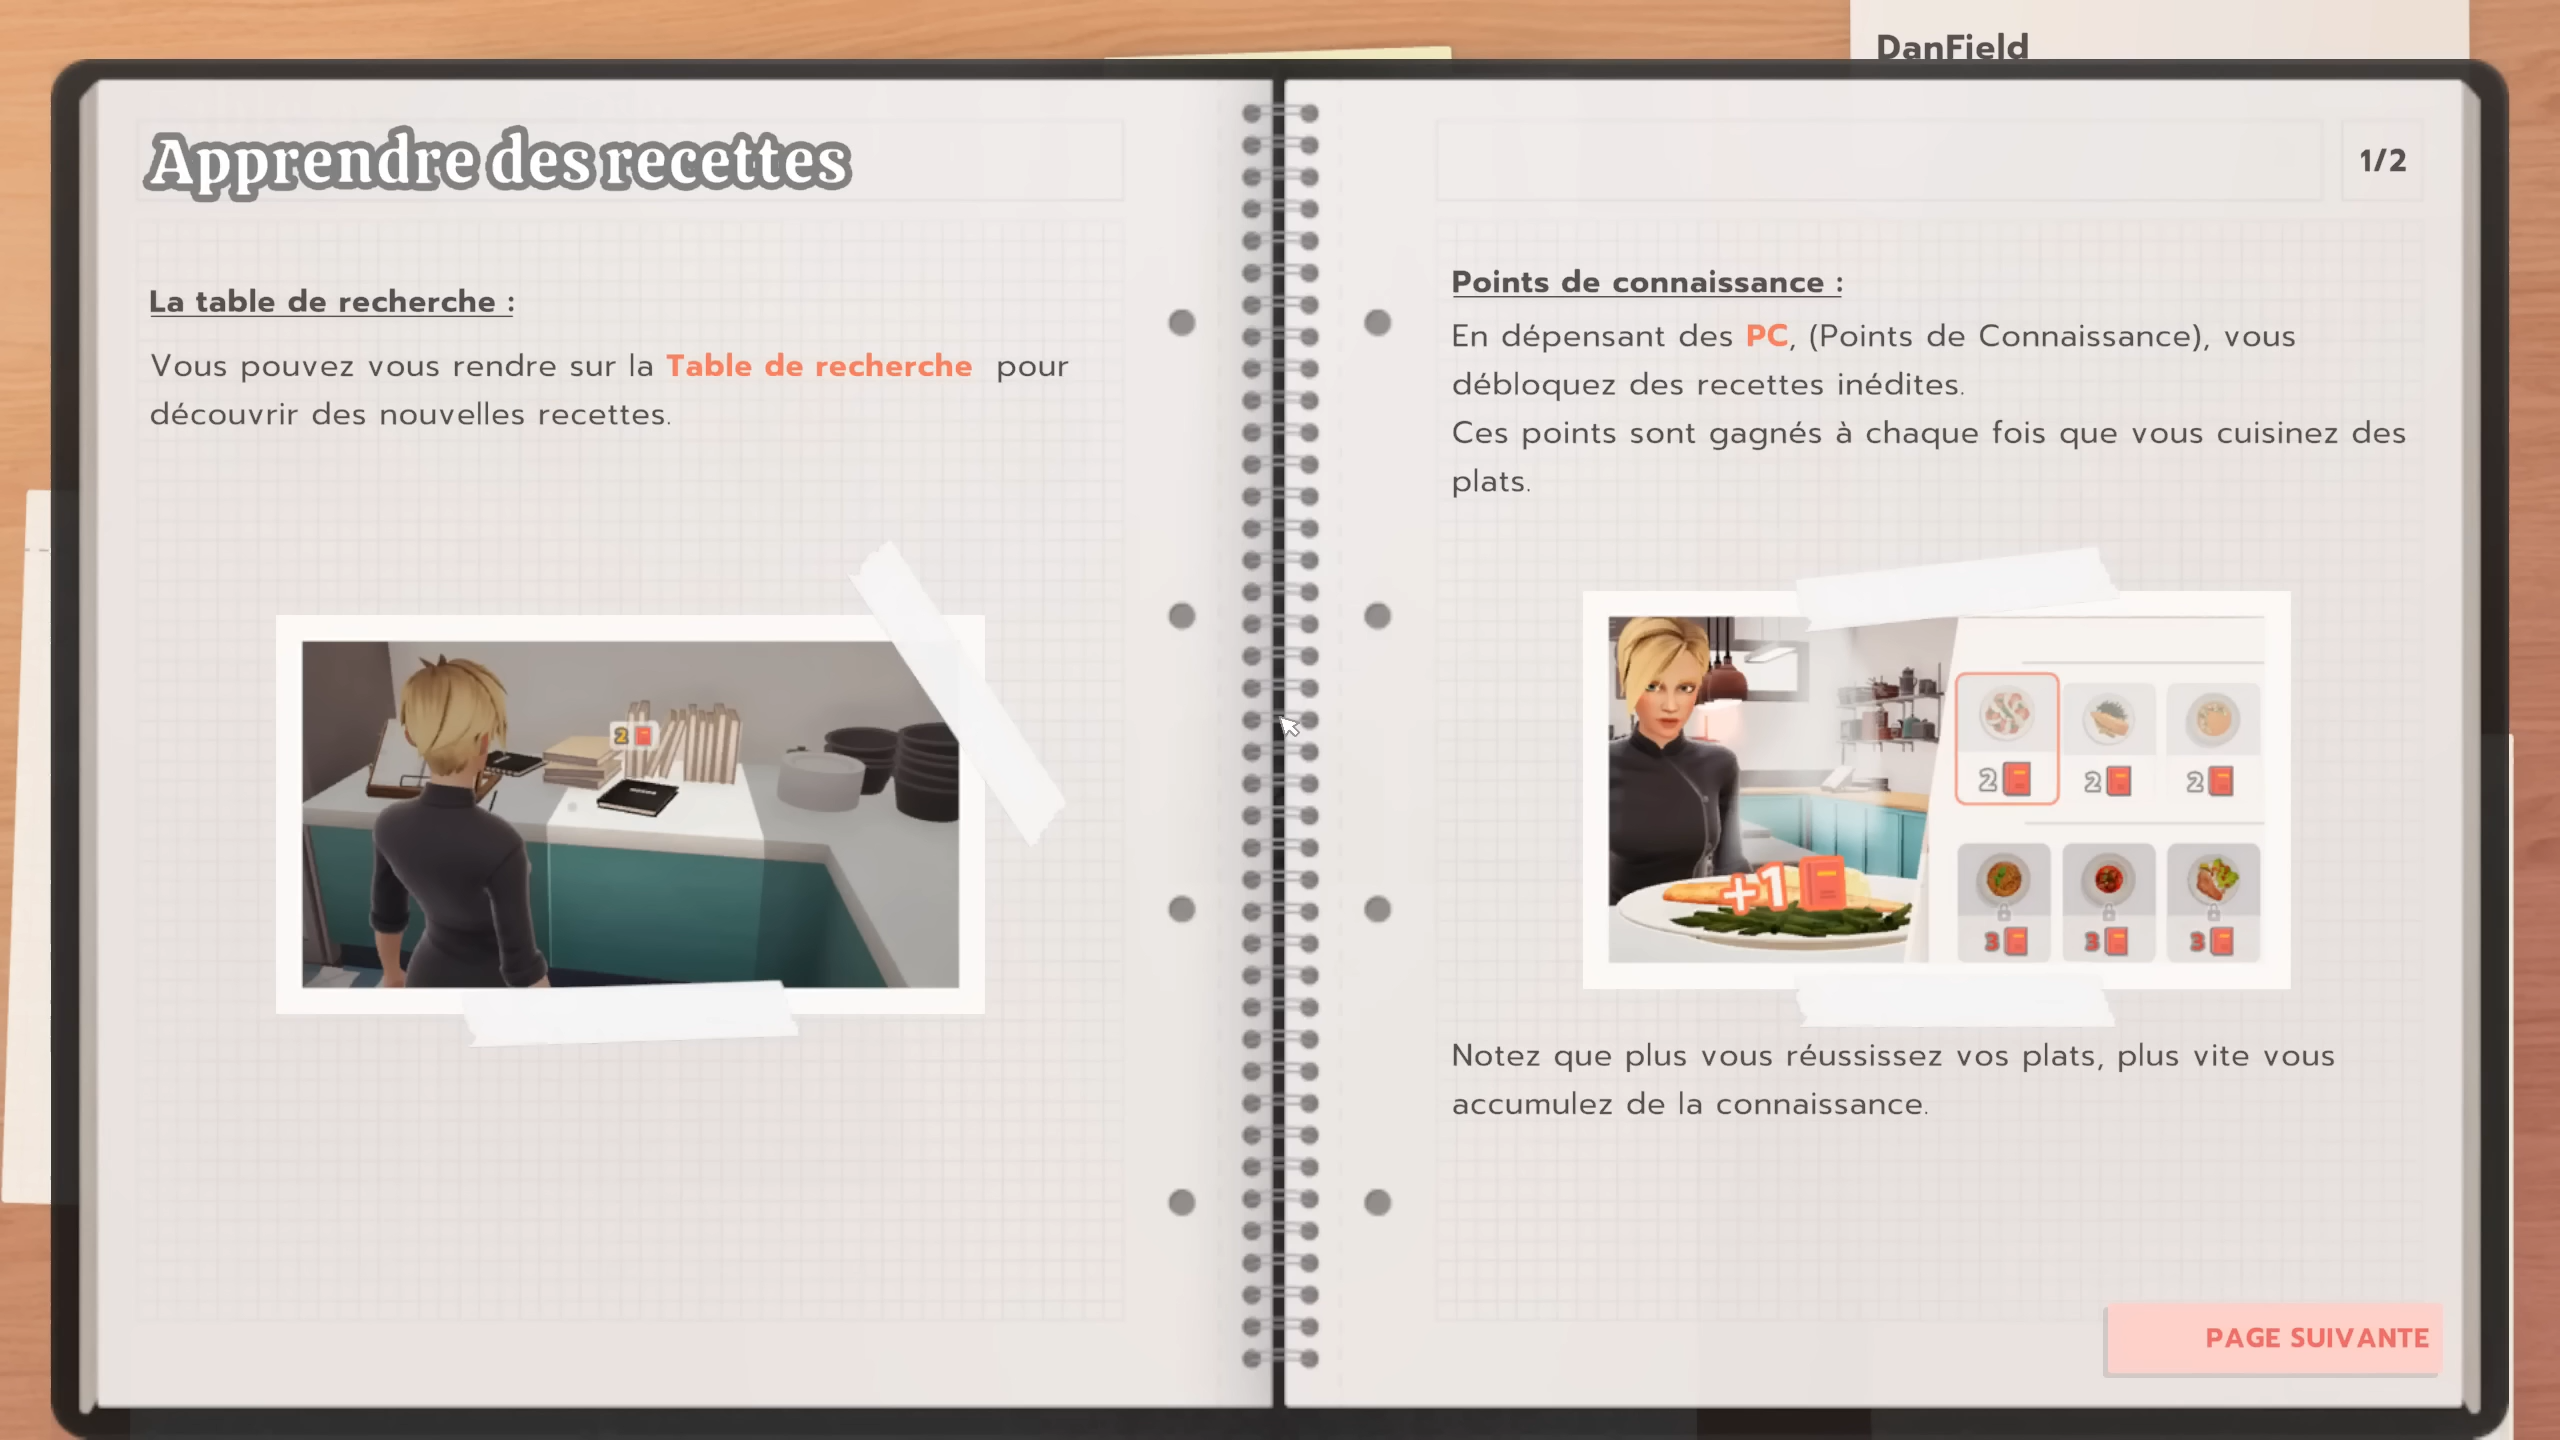 DanField
Apprendre des recettes
1/2
La table de recherche :
Vous pouvez vous rendre sur la Table de recherche pour
découvrir des nouvelles recettes.
2
Points de connaissance :
En dépensant des PC, (Points de Connaissance), vous
débloquez des recettes inédites.
Ces points sont gagnés à chaque fois que vous cuisinez des
plats.
2 2 2
+1
3 3 3
Notez que plus vous réussissez vos plats, plus vite vous
accumulez de la connaissance.
PAGE SUIVANTE